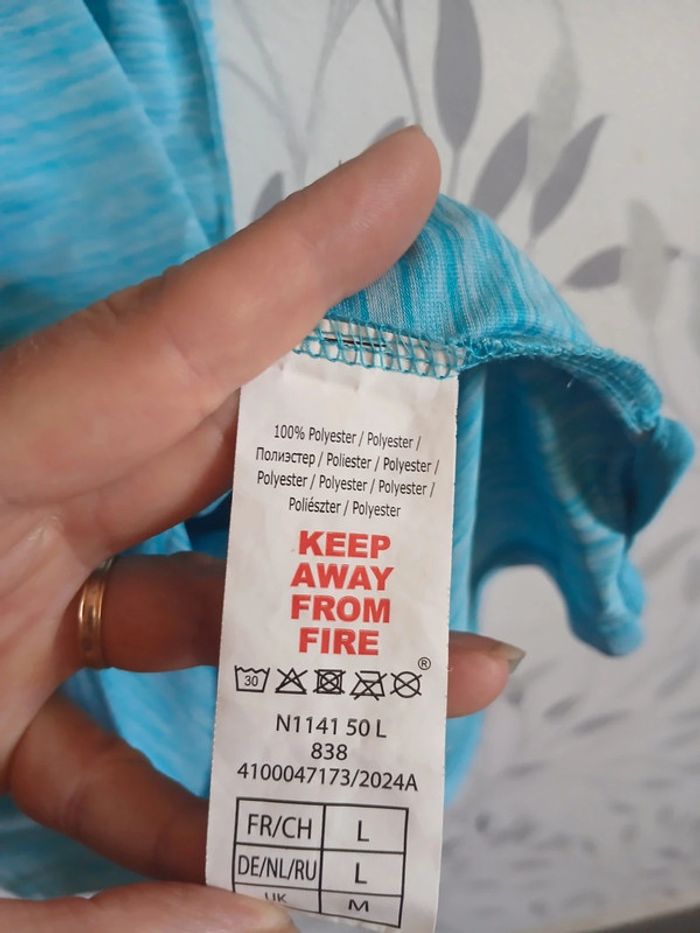 100% Polyester / Polyester /
Полиэстер / Poliester / Polyester /
Polyester / Polyester / Polyester /
Poliészter / Polyester
KEEP
AWAY
FROM
FIRE
®
30
N1141 50 L
838
4100047173/2024A
FR/CH L
DE/NL/RU L
UK M